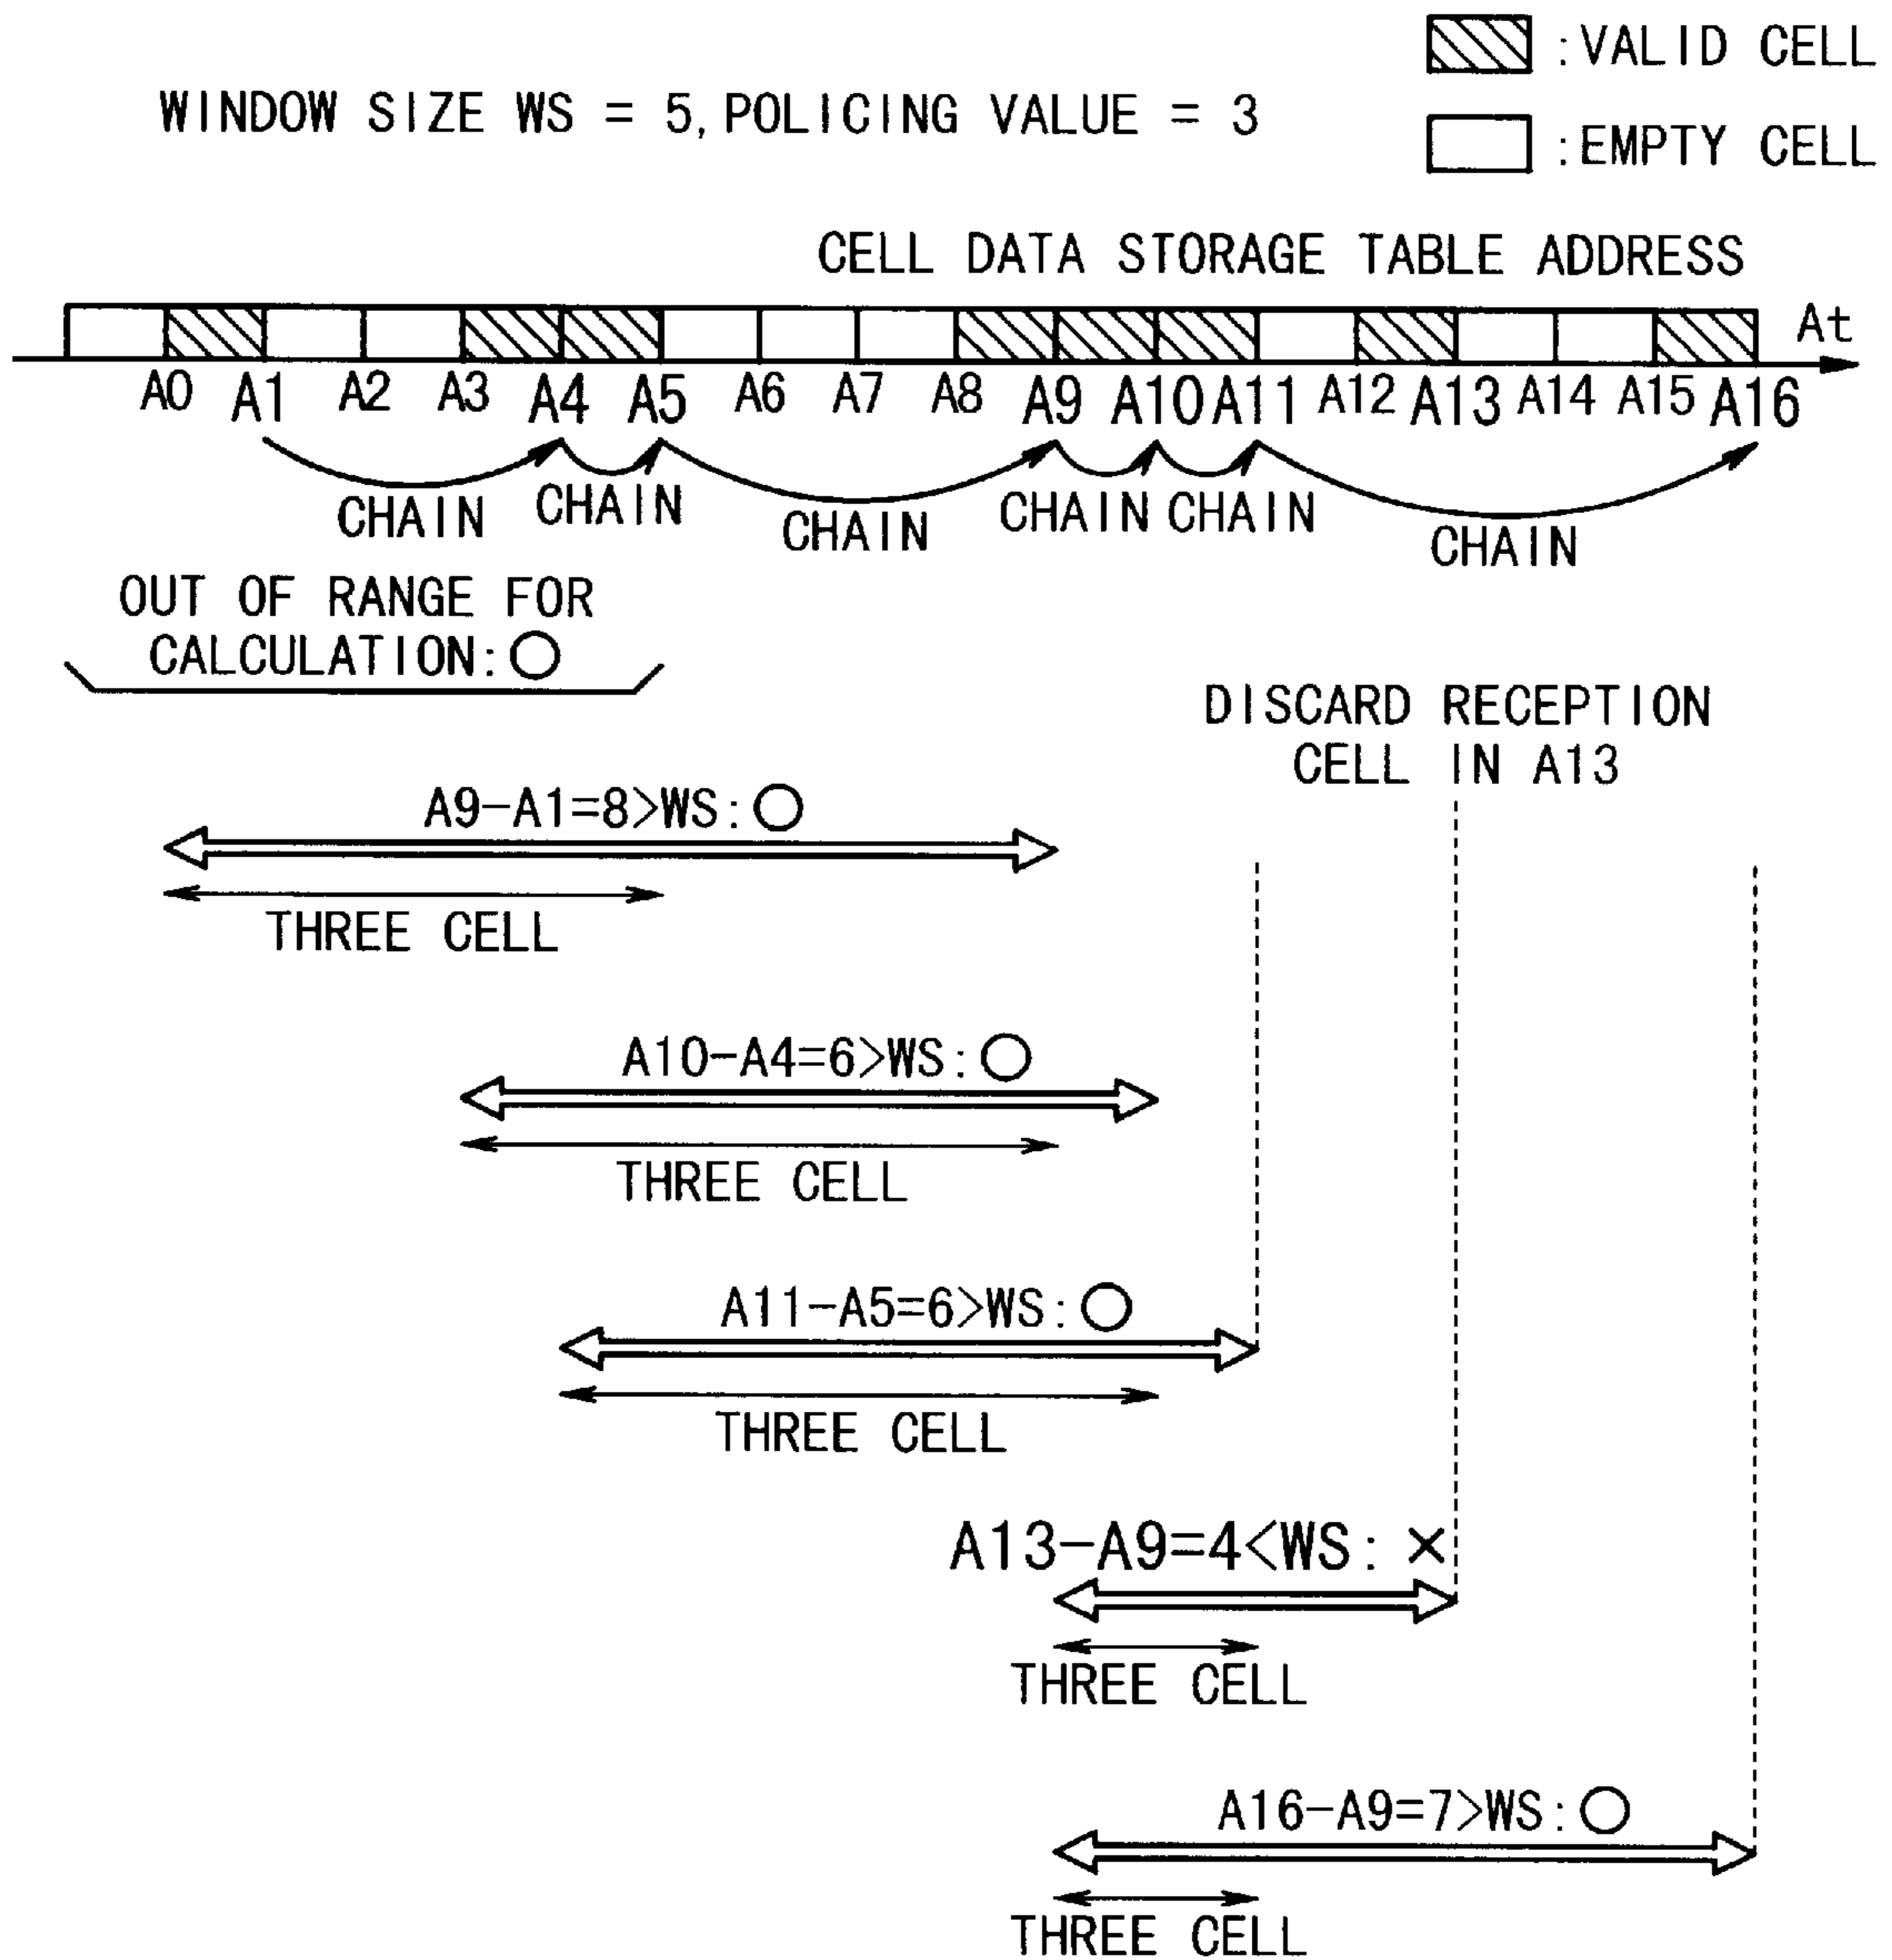 :VALID CELL
WINDOW SIZE WS = 5, POLICING VALUE = 3
:EMPTY CELL
CELL DATA STORAGE TABLE ADDRESS
At
A0 A1 A2 A3 A4 A5 A6 A7 A8 A9 A10 A11 A12 A13 A14 A15 A16
CHAIN CHAIN CHAIN CHAIN CHAIN CHAIN
OUT OF RANGE FOR
CALCULATION:○
DISCARD RECEPTION
CELL IN A13
A9-A1=8>WS:○
THREE CELL
A10-A4=6>WS:○
THREE CELL
A11-A5=6>WS:○
THREE CELL
A13-A9=4<WS: ×
THREE CELL
A16-A9=7>WS:○
THREE CELL